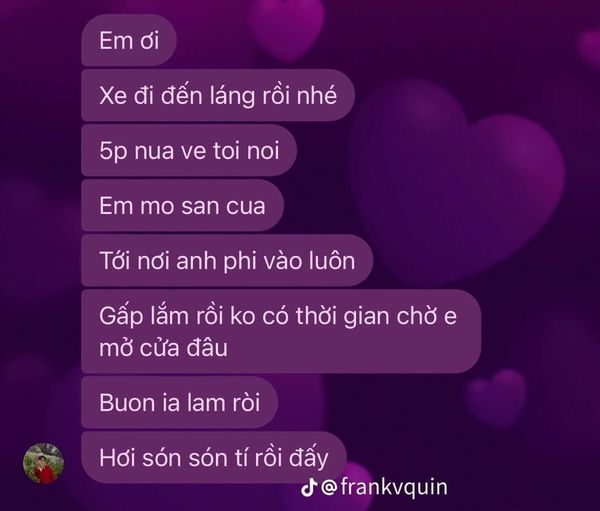 Em ơi
Xe đi đến láng rồi nhé
5p nua ve toi noi
Em mo san cua
Tới nơi anh phi vào luôn
Gấp lắm rồi ko có thời gian chờ e
mở cửa đâu
Buon ia lam ròi
Hơi són són tí rồi đấy
@frankvquin